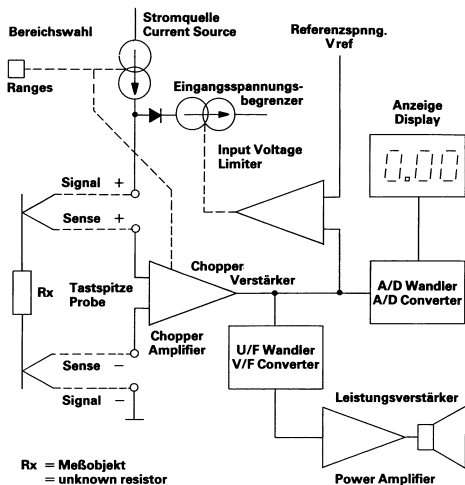 Stromquelle
Current Source
Bereichswahl
Ranges
Referenzspnng.
Vref
Eingangsspannungs-
begrenzer
Input Voltage
Limiter
Anzeige
Display
0.00
Signal +
Sense +
Rx
Tastspitze
Probe
Chopper
Verstärker
Chopper
Amplifier
A/D Wandler
A/D Converter
U/F Wandler
V/F Converter
Sense −
Signal −
Leistungsverstärker
Power Amplifier
Rx = Meßobjekt
= unknown resistor